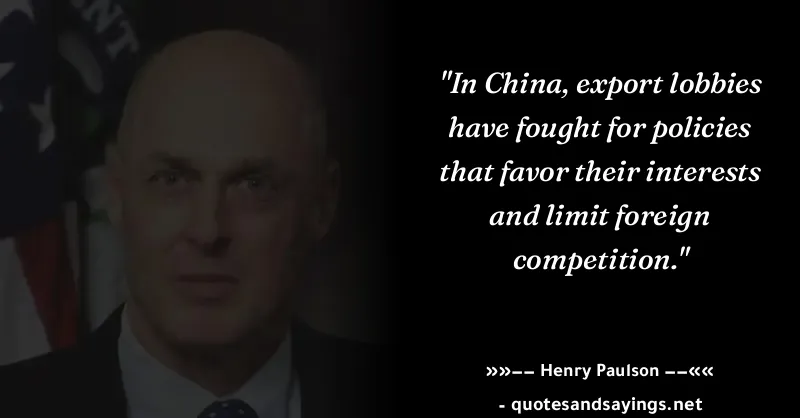 ENT
"In China, export lobbies
have fought for policies
that favor their interests
and limit foreign
competition."
»»–– Henry Paulson ––««
- quotesandsayings.net